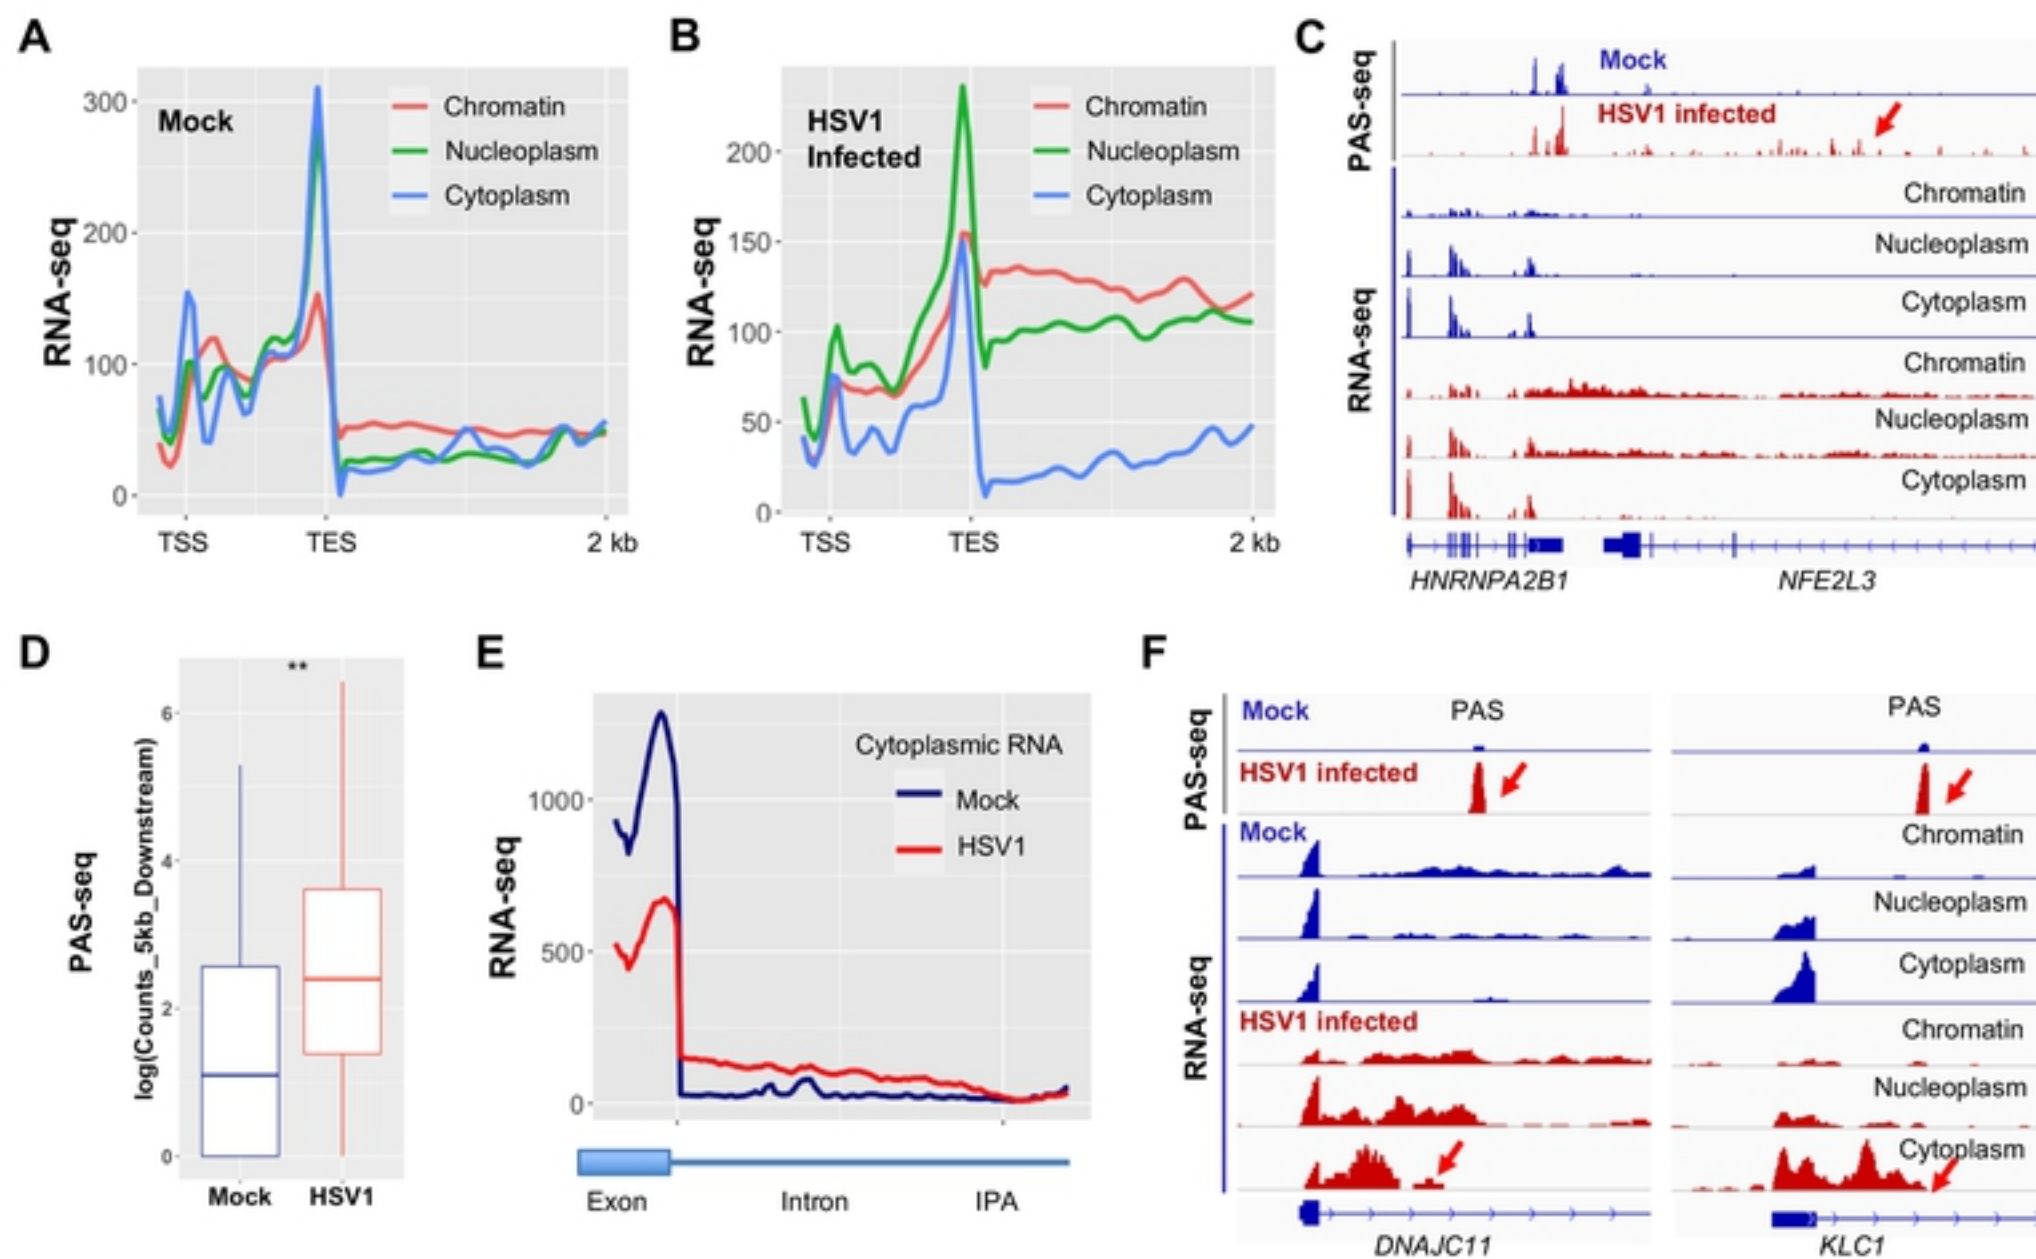 A
Mock
Chromatin
Nucleoplasm
Cytoplasm
RNA-seq
300
200
100
0
TSS
TES
2 kb
B
HSV1
Infected
Chromatin
Nucleoplasm
Cytoplasm
RNA-seq
200
150
100
50
0
TSS
TES
2 kb
C
PAS-seq
Mock
HSV1 infected
RNA-seq
Chromatin
Nucleoplasm
Cytoplasm
Chromatin
Nucleoplasm
Cytoplasm
HNRNPA2B1
NFE2L3
D
PAS-seq
log(Counts_5kb_Downstream)
**
6
4
2
0
Mock
HSV1
E
RNA-seq
Cytoplasmic RNA
Mock
HSV1
1000
500
0
Exon
Intron
IPA
F
PAS-seq
Mock
PAS
PAS
HSV1 infected
RNA-seq
Mock
Chromatin
Nucleoplasm
Cytoplasm
HSV1 infected
Chromatin
Nucleoplasm
Cytoplasm
DNAJC11
KLC1